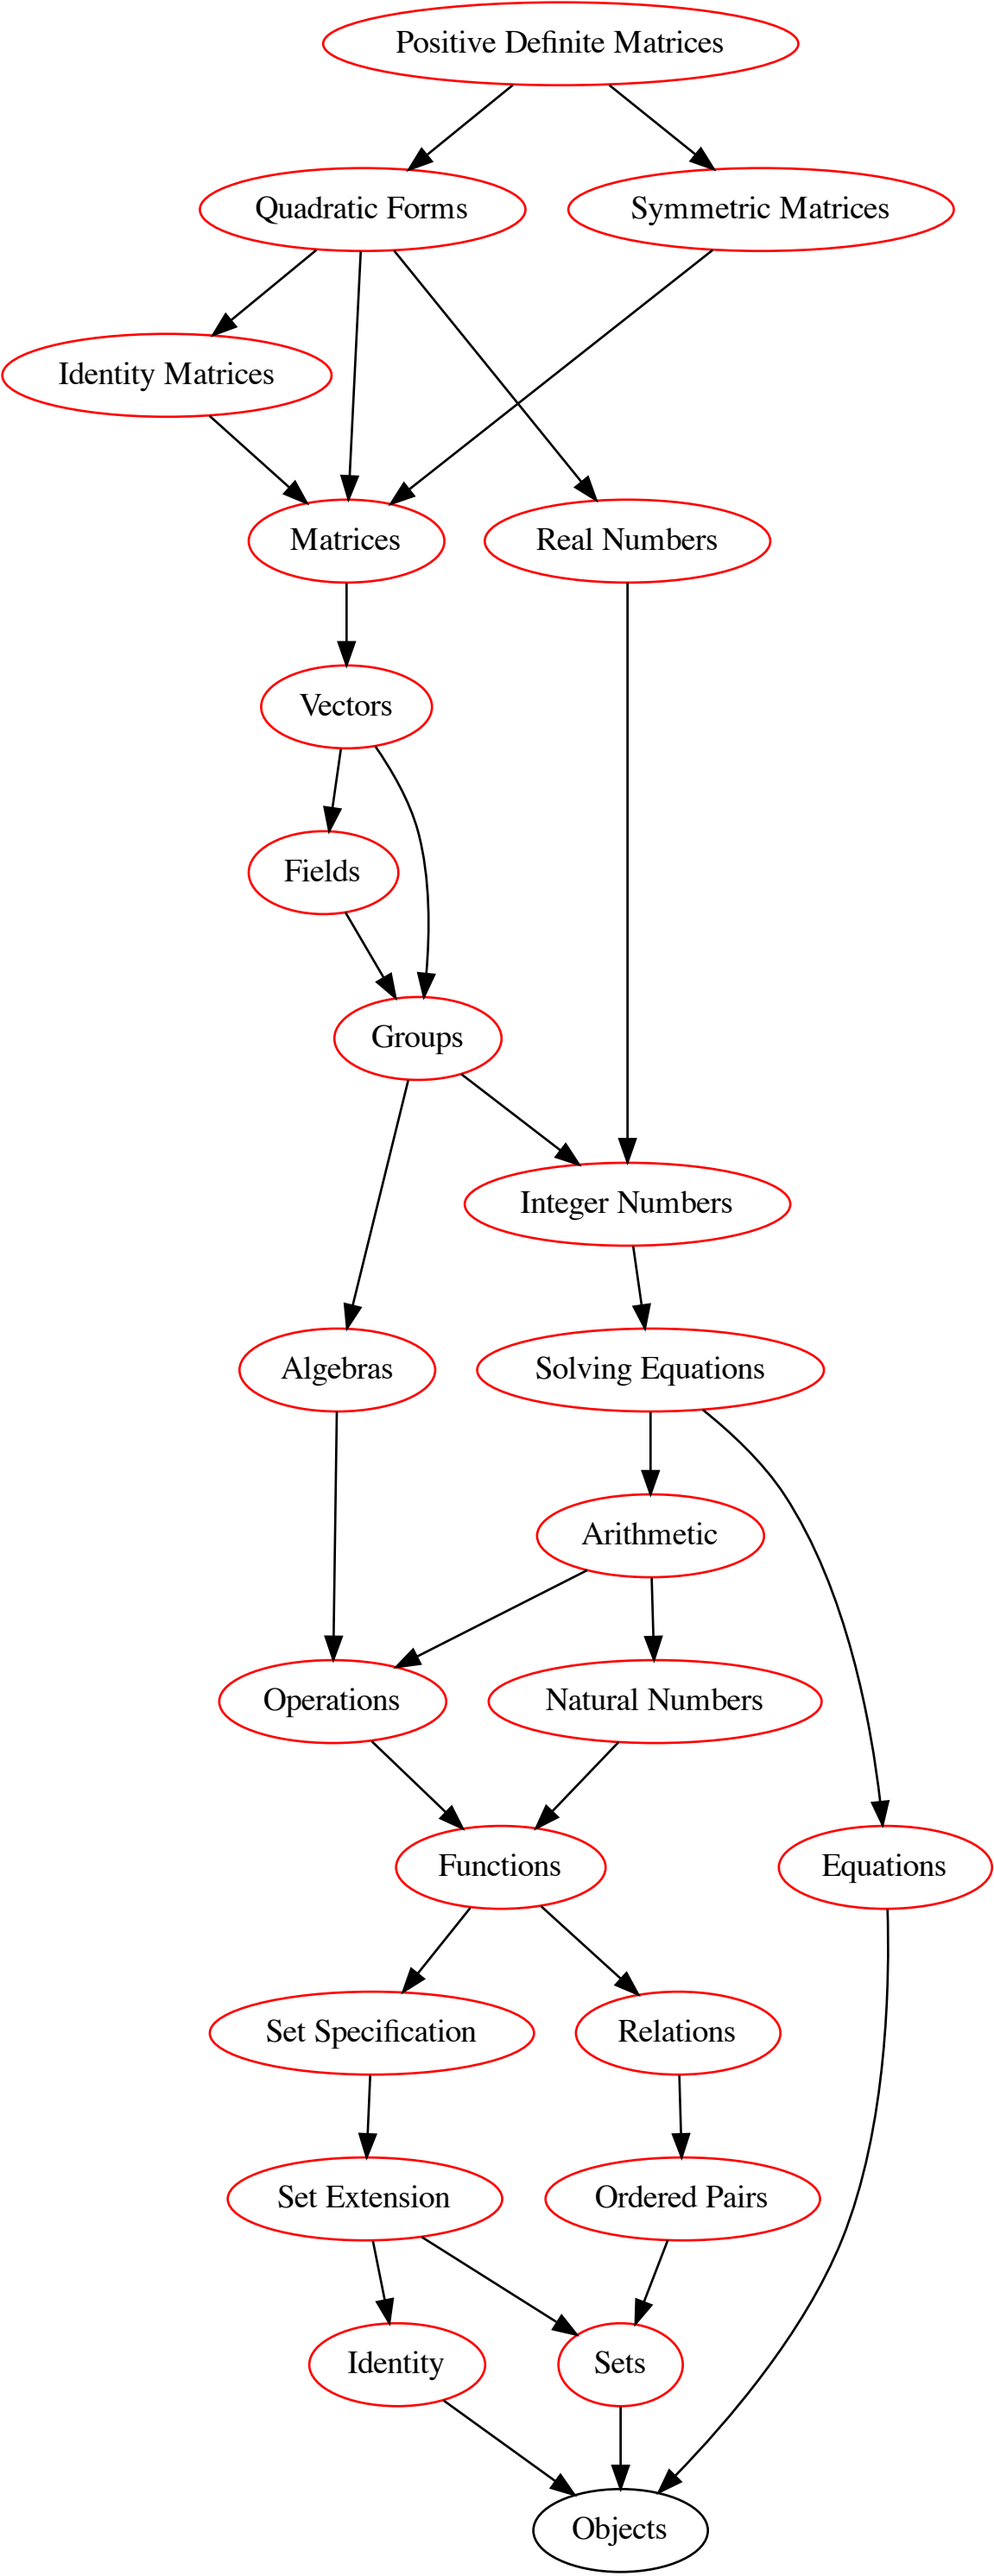 Positive Definite Matrices
Quadratic Forms
Symmetric Matrices
Identity Matrices
Matrices
Real Numbers
Vectors
Fields
Groups
Integer Numbers
Algebras
Solving Equations
Arithmetic
Operations
Natural Numbers
Functions
Equations
Set Specification
Relations
Set Extension
Ordered Pairs
Identity
Sets
Objects